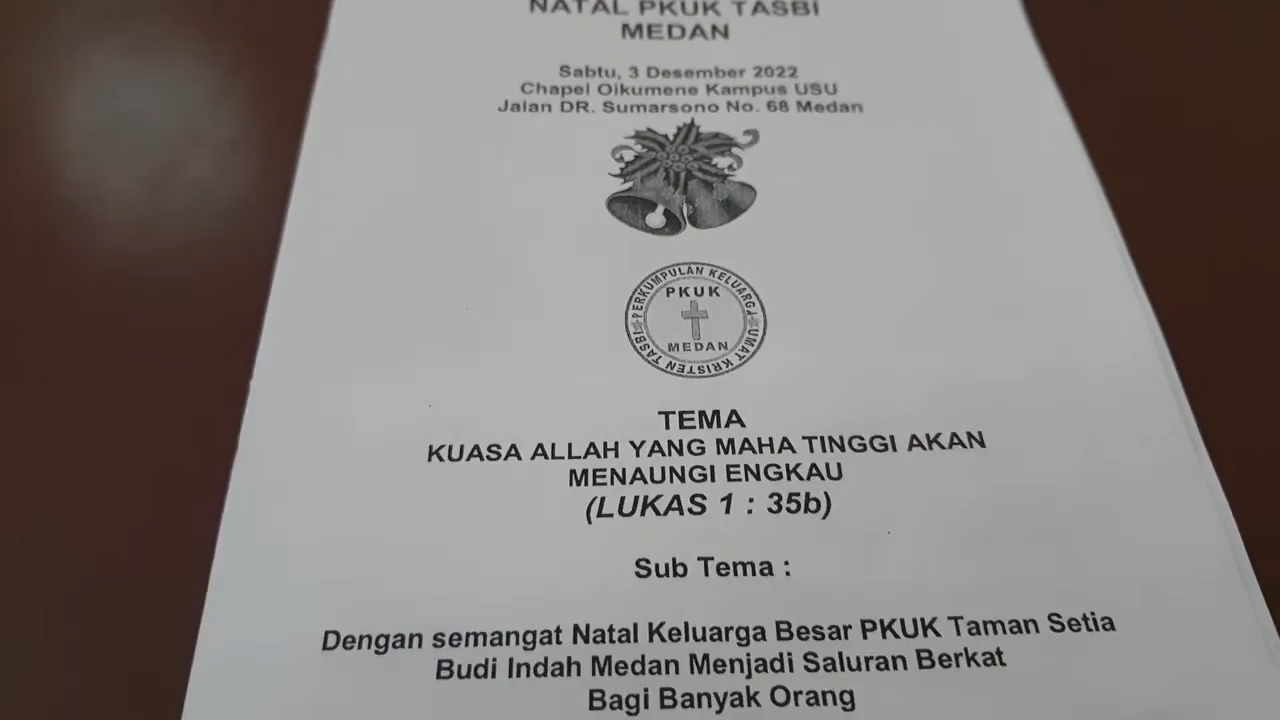 NATAL PKUK TASBI
MEDAN
Sabtu, 3 Desember 2022
Chapel Oikumene Kampus USU
Jalan DR. Sumarsono No. 68 Medan
PERKUMPULAN KELUARGA UMAT KRISTEN TASBI
PKUK
MEDAN
TEMA
KUASA ALLAH YANG MAHA TINGGI AKAN
MENAUNGI ENGKAU
(LUKAS 1 : 35b)
Sub Tema :
Dengan semangat Natal Keluarga Besar PKUK Taman Setia
Budi Indah Medan Menjadi Saluran Berkat
Bagi Banyak Orang